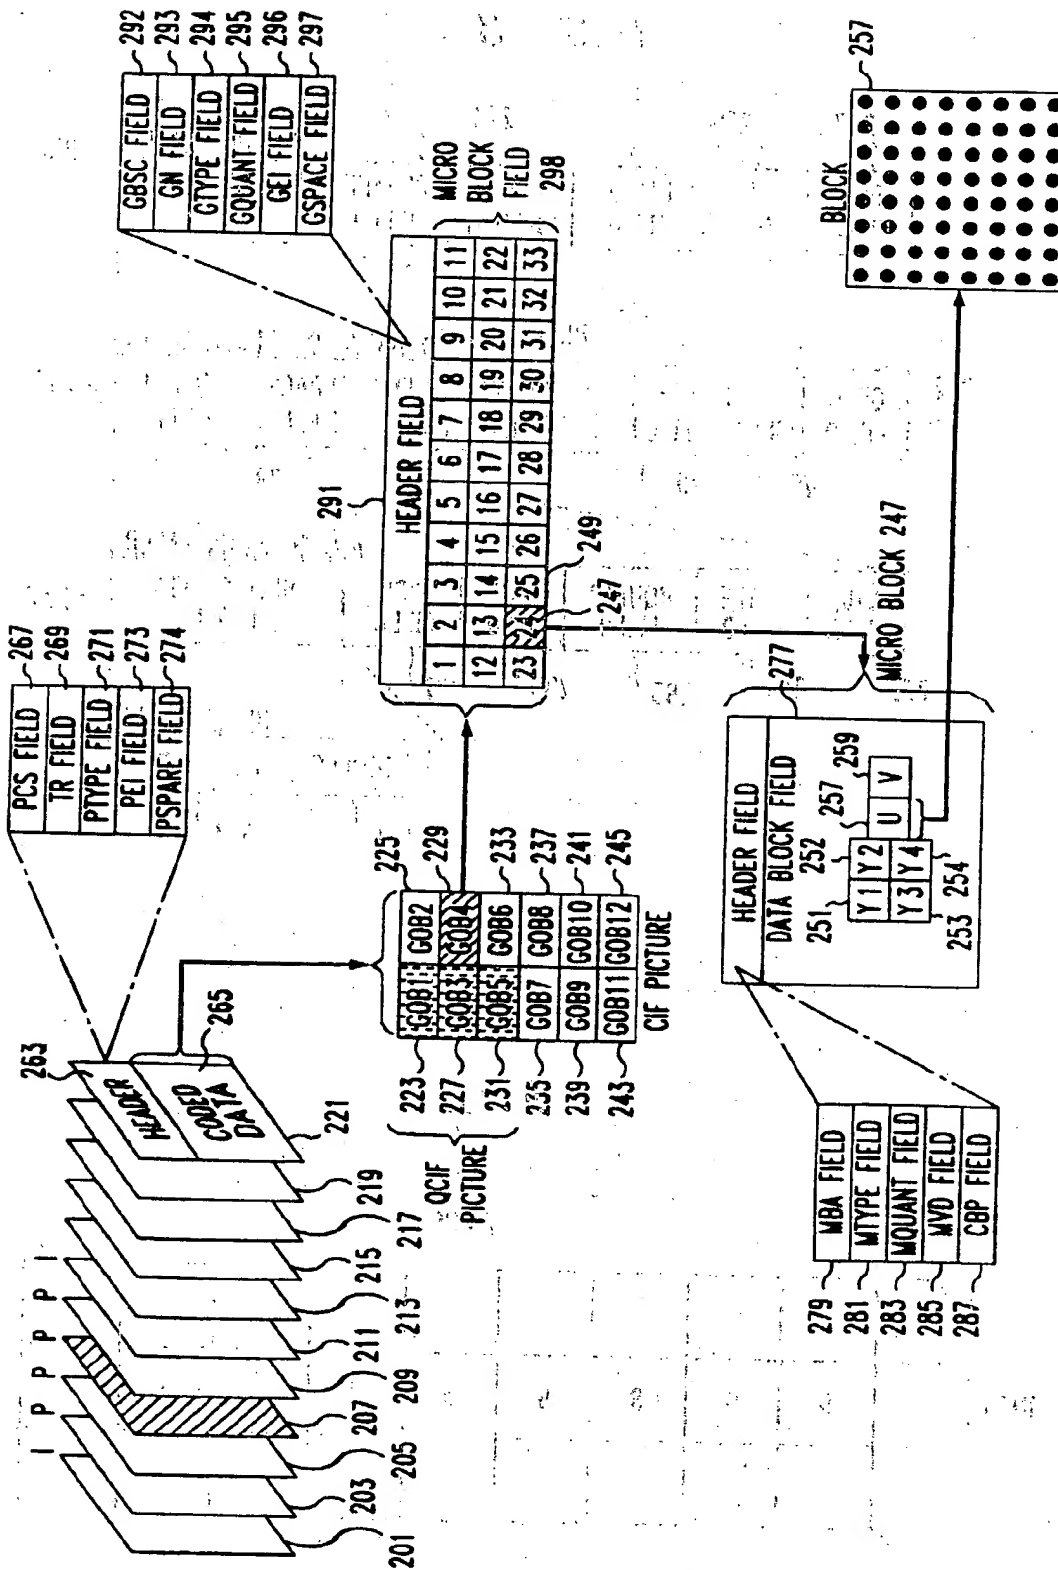 I P P P P I
201
203
205
207
209
211
213
215
217
219
221
263
HEADER
CODED DATA
265
PCS FIELD 267
TR FIELD 269
PTYPE FIELD 271
PEI FIELD 273
PSPARE FIELD 274
QCIF PICTURE
223 GOB1 GOB2 225
227 GOB3 GOB4 229
231 GOB5 GOB6 233
235 GOB7 GOB8 237
239 GOB9 GOB10 241
243 GOB11 GOB12 245
CIF PICTURE
291
HEADER FIELD
1 2 3 4 5 6 7 8 9 10 11
12 13 14 15 16 17 18 19 20 21 22
23 24 25 26 27 28 29 30 31 32 33
249
247
MICRO BLOCK FIELD 298
GBSC FIELD 292
GN FIELD 293
GTYPE FIELD 294
GQUANT FIELD 295
GEI FIELD 296
GSPACE FIELD 297
279 MBA FIELD
281 MTYPE FIELD
283 MQUANT FIELD
285 MVD FIELD
287 CBP FIELD
HEADER FIELD
DATA BLOCK FIELD
277
251 252 257 259
Y1 Y2
U V
Y3 Y4
253 254
MICRO BLOCK 247
BLOCK
257